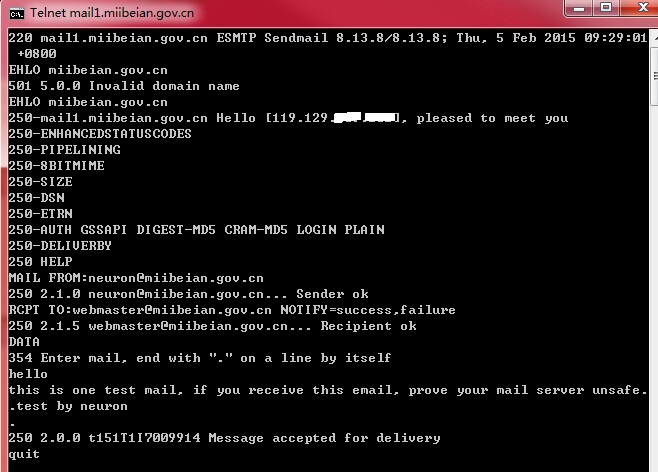 Telnet mail1.miibeian.gov.cn
220 mail1.miibeian.gov.cn ESMTP Sendmail 8.13.8/8.13.8; Thu, 5 Feb 2015 09:29:01
+0800
EHLO miibeian.gov.cn
501 5.0.0 Invalid domain name
EHLO miibeian.gov.cn
250-mail1.miibeian.gov.cn Hello [119.129. ], pleased to meet you
250-ENHANCEDSTATUSCODES
250-PIPELINING
250-8BITMIME
250-SIZE
250-DSN
250-ETRN
250-AUTH GSSAPI DIGEST-MD5 CRAM-MD5 LOGIN PLAIN
250-DELIVERBY
250 HELP
MAIL FROM:neuron@miibeian.gov.cn
250 2.1.0 neuron@miibeian.gov.cn... Sender ok
RCPT TO:webmaster@miibeian.gov.cn NOTIFY=success,failure
250 2.1.5 webmaster@miibeian.gov.cn... Recipient ok
DATA
354 Enter mail, end with "." on a line by itself
hello
this is one test mail, if you receive this email, prove your mail server unsafe.
.test by neuron
.
250 2.0.0 t151T1I7009914 Message accepted for delivery
quit